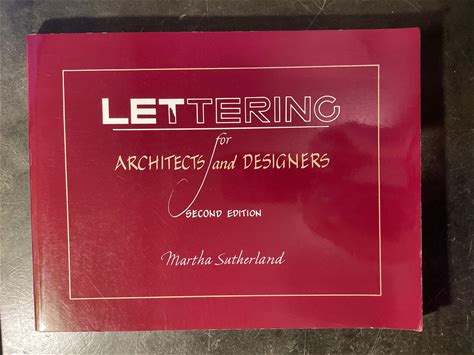 LETTERING
for
ARCHITECTS and DESIGNERS
SECOND EDITION
Martha Sutherland